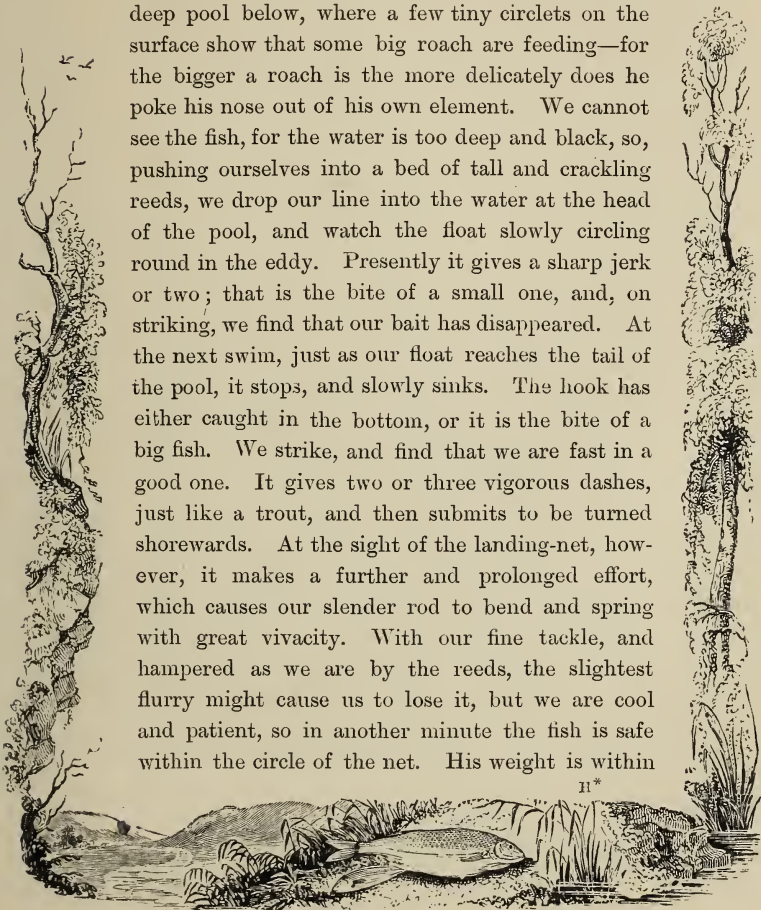 deep pool below, where a few tiny circlets on the
surface show that some big roach are feeding—for
the bigger a roach is the more delicately does he
poke his nose out of his own element. We cannot
see the fish, for the water is too deep and black, so,
pushing ourselves into a bed of tall and crackling
reeds, we drop our line into the water at the head
of the pool, and watch the float slowly circling
round in the eddy. Presently it gives a sharp jerk
or two; that is the bite of a small one, and, on
striking, we find that our bait has disappeared. At
the next swim, just as our float reaches the tail of
the pool, it stops, and slowly sinks. The hook has
either caught in the bottom, or it is the bite of a
big fish. We strike, and find that we are fast in a
good one. It gives two or three vigorous dashes,
just like a trout, and then submits to be turned
shorewards. At the sight of the landing-net, how-
ever, it makes a further and prolonged effort,
which causes our slender rod to bend and spring
with great vivacity. With our fine tackle, and
hampered as we are by the reeds, the slightest
flurry might cause us to lose it, but we are cool
and patient, so in another minute the fish is safe
within the circle of the net. His weight is within
H*